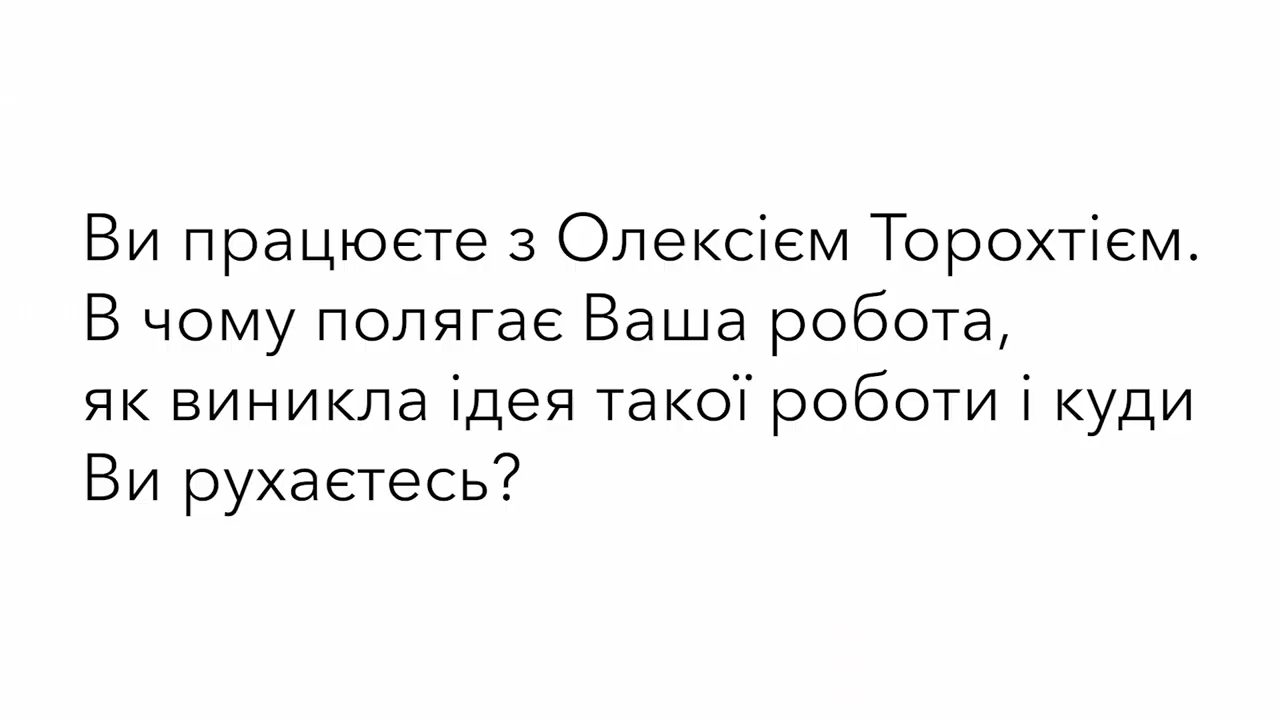 Ви працюєте з Олексієм Торохтієм.
В чому полягає Ваша робота,
як виникла ідея такої роботи і куди
Ви рухаєтесь?